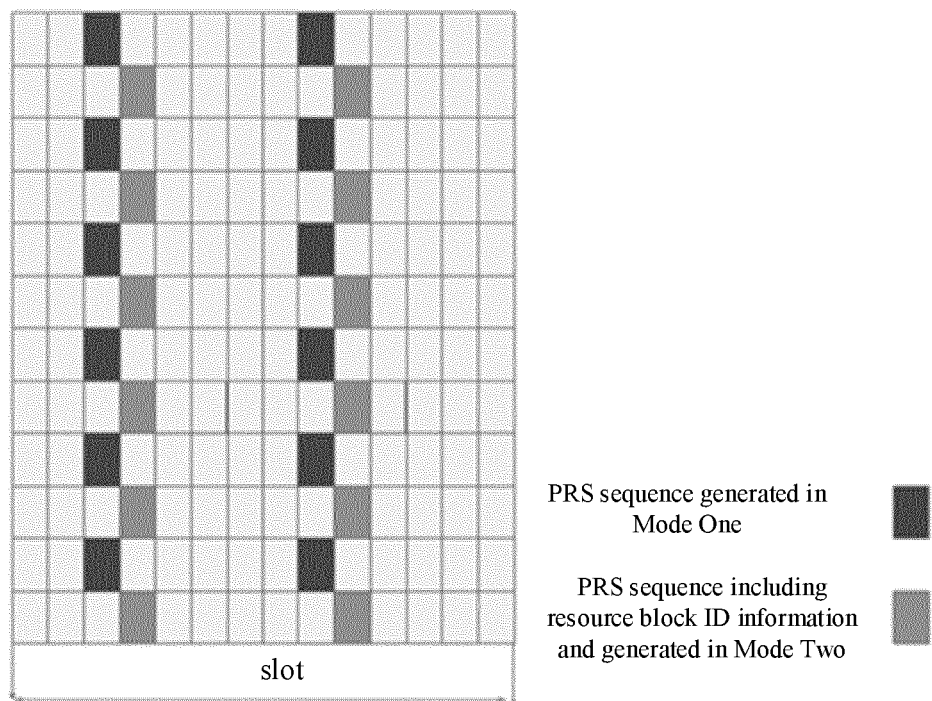 PRS sequence generated in
Mode One
PRS sequence including
resource block ID information
and generated in Mode Two
slot